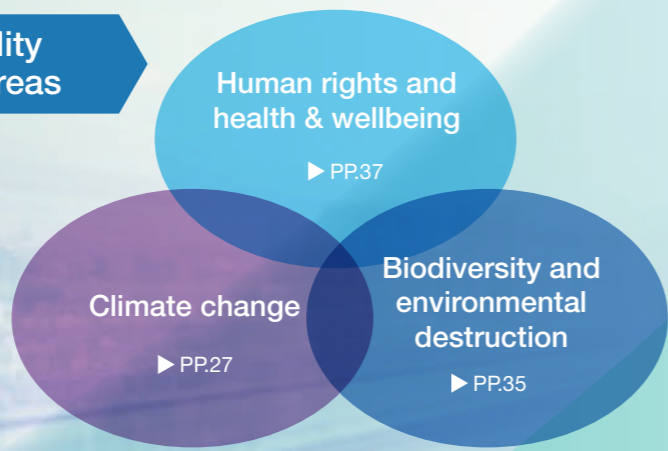 lity
reas
Human rights and
health & wellbeing
▶ PP.37
Climate change
▶ PP.27
Biodiversity and
environmental
destruction
▶ PP.35